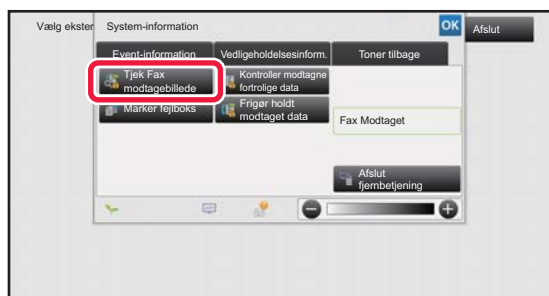 Vælg ekster
System-information
OK
Afslut
Event-information
Vedligeholdelsesinform.
Toner tilbage
Tjek Fax
modtagebillede
Kontroller modtagne
fortrolige data
Marker fejlboks
Frigør holdt
modtaget data
Fax Modtaget
Afslut
fjernbetjening